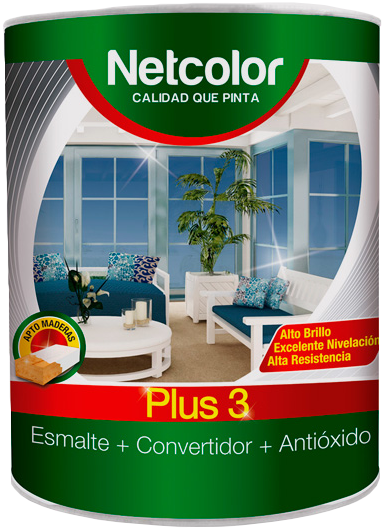 Netcolor
CALIDAD QUE PINTA
APTO MADERAS
Alto Brillo
Excelente Nivelación
Alta Resistencia
Plus 3
Esmalte + Convertidor + Antióxido